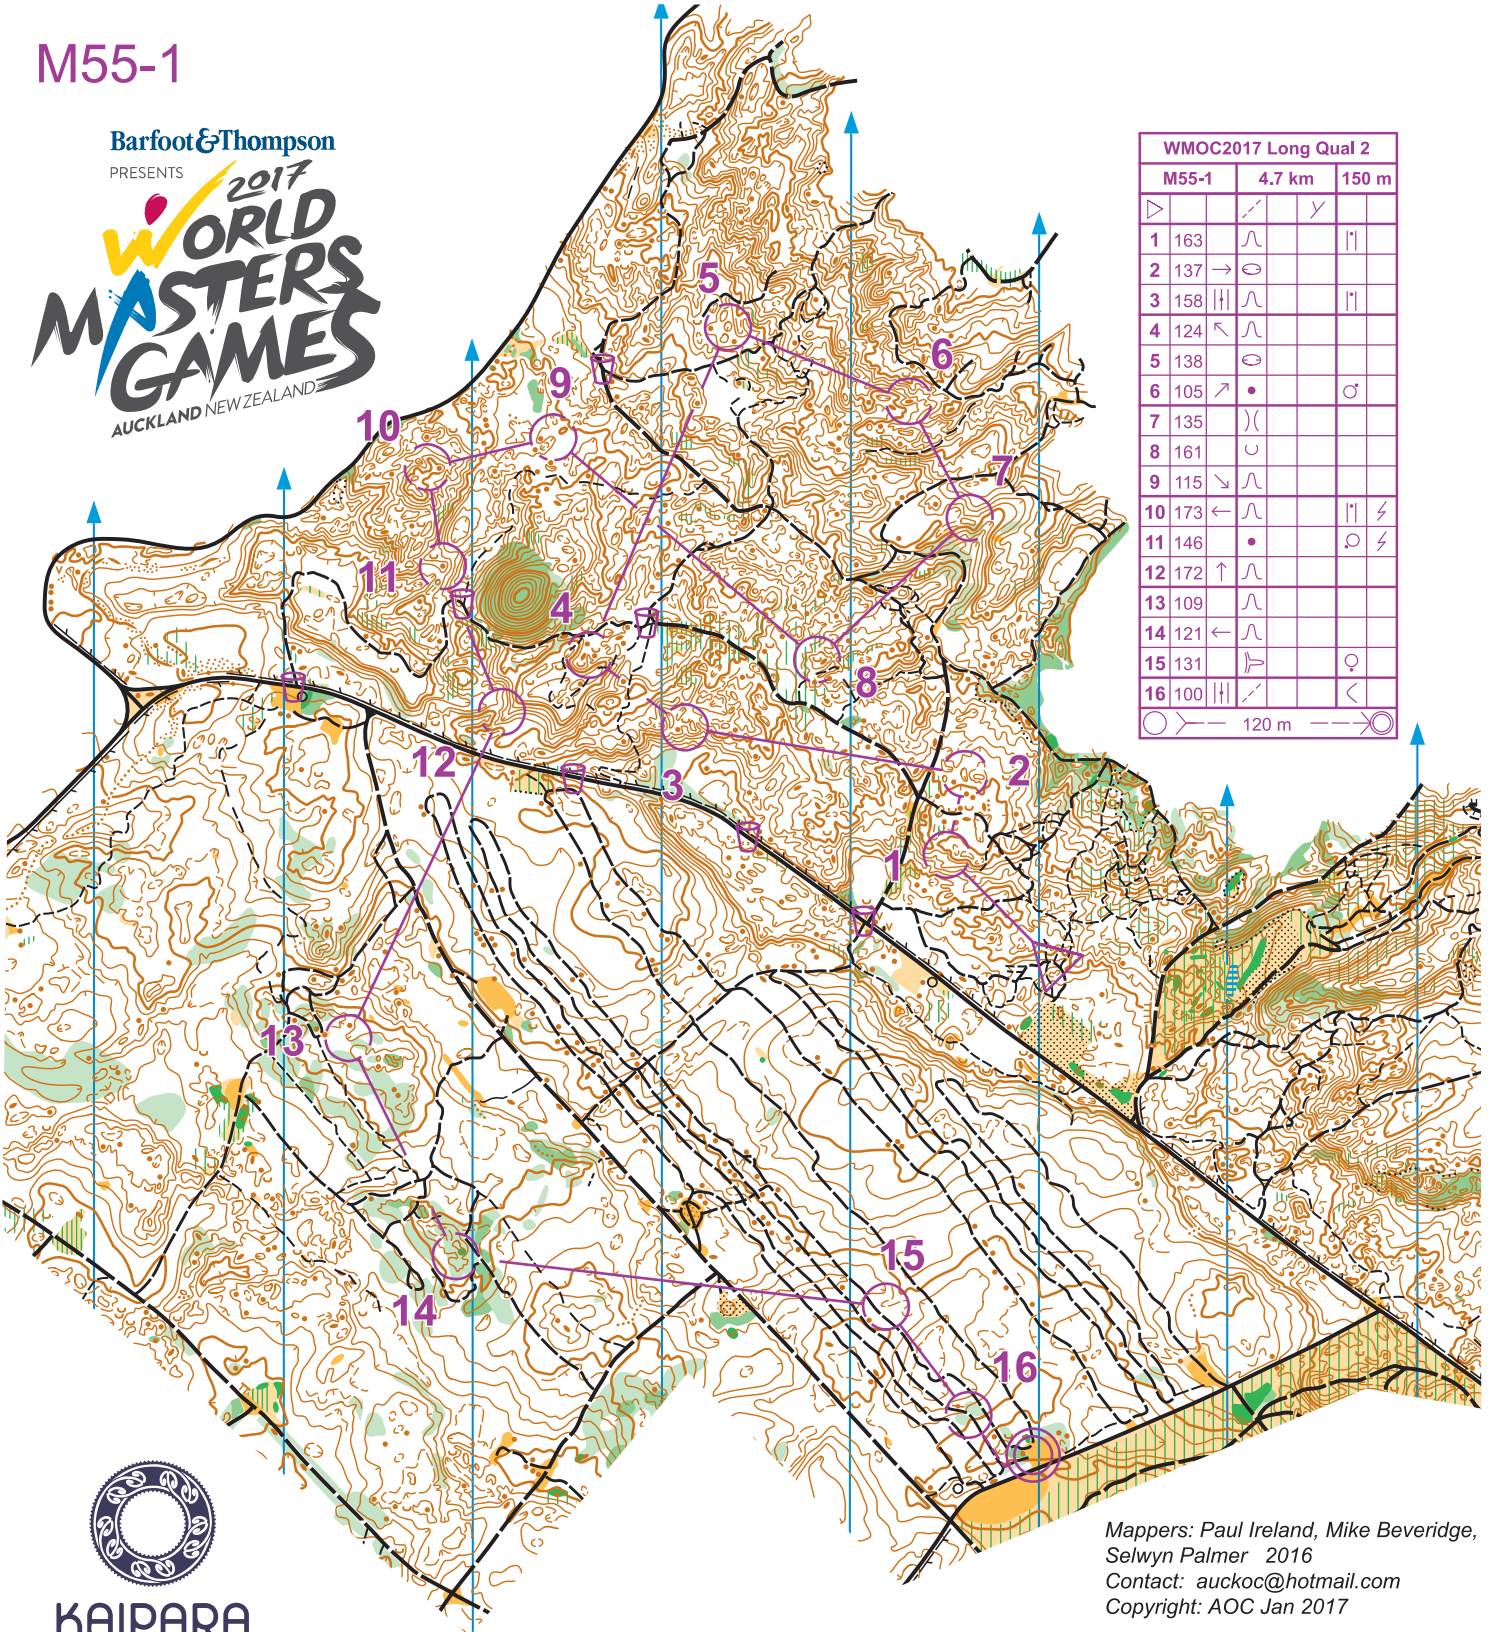 M55-1
Barfoot&Thompson
PRESENTS
2017
WORLD
MASTERS
GAMES
AUCKLAND NEW ZEALAND
WMOC2017 Long Qual 2
M55-1 4.7 km 150 m
1 163
2 137
3 158
4 124
5 138
6 105
7 135
8 161
9 115
10 173
11 146
12 172
13 109
14 121
15 131
16 100
120 m
5
6
9
10
7
11
4
8
12
3
2
1
13
15
14
16
KAIPARA
Mappers: Paul Ireland, Mike Beveridge,
Selwyn Palmer 2016
Contact: auckoc@hotmail.com
Copyright: AOC Jan 2017